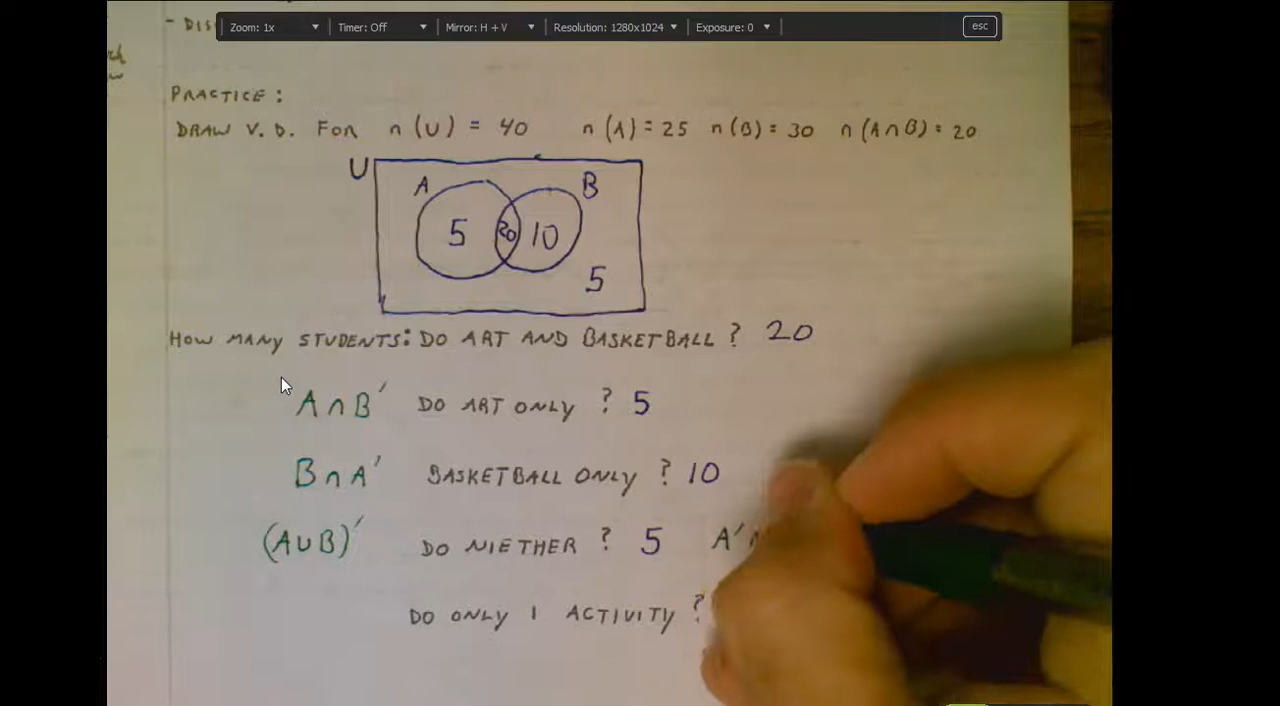 Zoom: 1x Timer: Off Mirror: H + V Resolution: 1280x1024 Exposure: 0 esc
PRACTICE:
DRAW V. D. FOR n(U) = 40 n(A) = 25 n(B) = 30 n(A∩B) = 20
U
A B
5 20 10
5
HOW MANY STUDENTS: DO ART AND BASKETBALL ? 20
A∩B′ DO ART ONLY ? 5
B∩A′ BASKETBALL ONLY ? 10
(A∪B)′ DO NIETHER ? 5 A′∩
DO ONLY 1 ACTIVITY ?